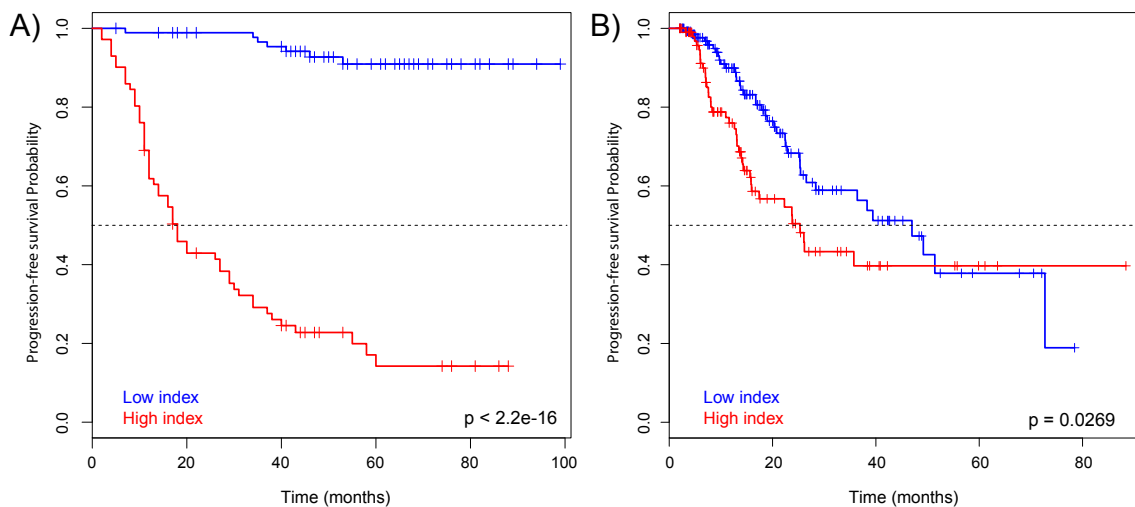 A)
Progression-free survival Probability
1.0
0.8
0.6
0.4
0.2
0.0
Low index
High index
p < 2.2e-16
0 20 40 60 80 100
Time (months)
B)
Progression-free survival Probability
1.0
0.8
0.6
0.4
0.2
0.0
Low index
High index
p = 0.0269
0 20 40 60 80
Time (months)